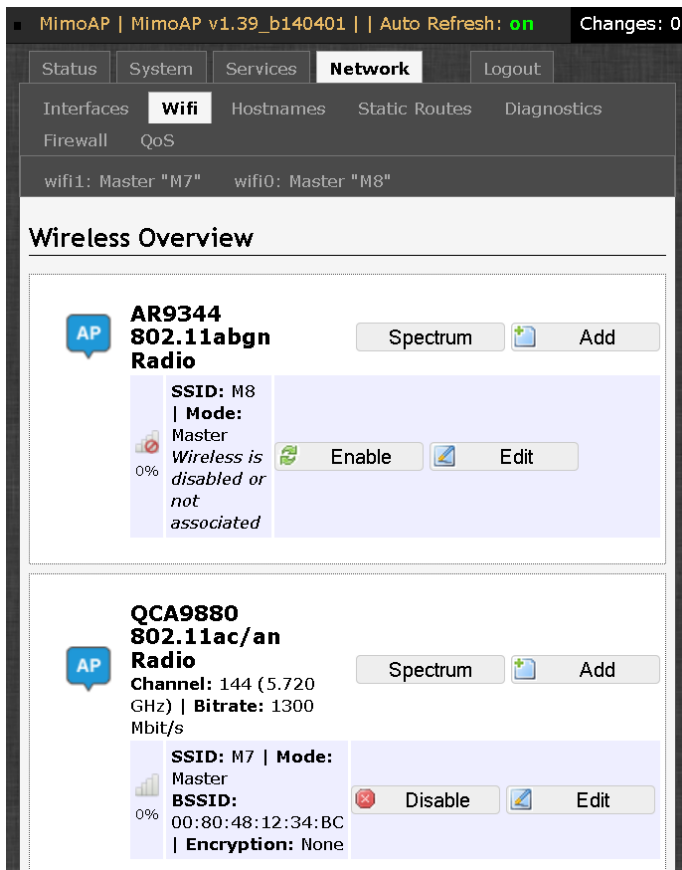 MimoAP | MimoAP v1.39_b140401 | | Auto Refresh: on Changes: 0
Status System Services Network Logout
Interfaces Wifi Hostnames Static Routes Diagnostics
Firewall QoS
wifi1: Master "M7" wifi0: Master "M8"
Wireless Overview
AP
AR9344
802.11abgn
Radio
Spectrum Add
0%
SSID: M8
| Mode:
Master
Wireless is
disabled or
not
associated
Enable Edit
AP
QCA9880
802.11ac/an
Radio
Channel: 144 (5.720
GHz) | Bitrate: 1300
Mbit/s
Spectrum Add
0%
SSID: M7 | Mode:
Master
BSSID:
00:80:48:12:34:BC
| Encryption: None
Disable Edit